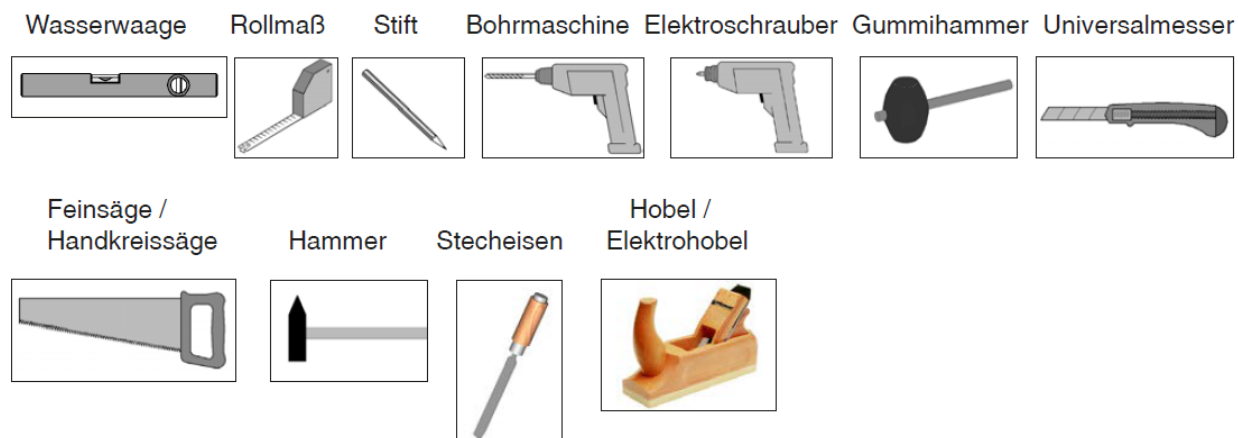 Wasserwaage Rollmaß Stift Bohrmaschine Elektroschrauber Gummihammer Universalmesser
Feinsäge /
Handkreissäge
Hammer
Stecheisen
Hobel /
Elektrohobel